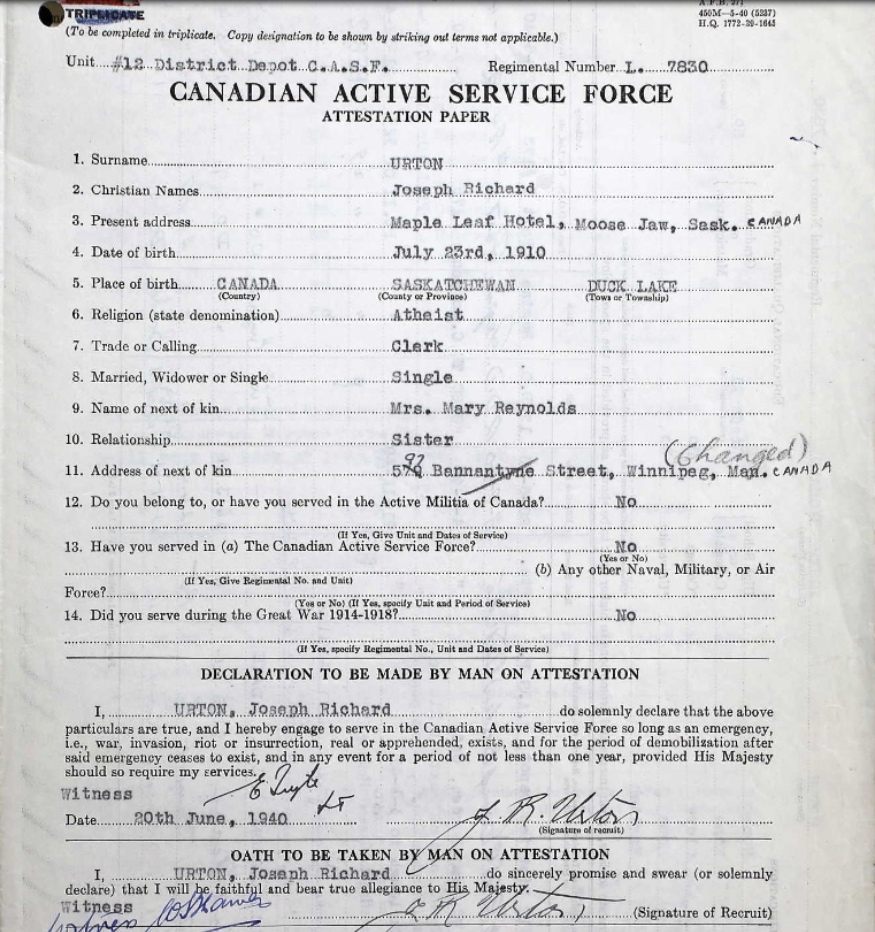 TRIPLICATE
A.F.B. 271
450M—5-40 (5237)
H.Q. 1772-39-1645
(To be completed in triplicate. Copy designation to be shown by striking out terms not applicable.)
Unit #12 District Depot C.A.S.F. Regimental Number L. 7830
CANADIAN ACTIVE SERVICE FORCE
ATTESTATION PAPER
1. Surname URTON
2. Christian Names Joseph Richard
3. Present address Maple Leaf Hotel, Moose Jaw, Sask. CANADA
4. Date of birth July 23rd, 1910
5. Place of birth CANADA SASKATCHEWAN DUCK LAKE
(Country) (County or Province) (Town or Township)
6. Religion (state denomination) Atheist
7. Trade or Calling Clerk
8. Married, Widower or Single Single
9. Name of next of kin Mrs. Mary Reynolds
10. Relationship Sister
(Changed)
11. Address of next of kin Bannantyne Street, Winnipeg, Man. CANADA
12. Do you belong to, or have you served in the Active Militia of Canada? No
(If Yes, Give Unit and Dates of Service)
13. Have you served in (a) The Canadian Active Service Force? No
(Yes or No)
(b) Any other Naval, Military, or Air
(If Yes, Give Regimental No. and Unit)
Force?
(Yes or No) (If Yes, specify Unit and Period of Service)
14. Did you serve during the Great War 1914-1918? No
(If Yes, specify Regimental No., Unit and Dates of Service)
DECLARATION TO BE MADE BY MAN ON ATTESTATION
I, URTON, Joseph Richard do solemnly declare that the above
particulars are true, and I hereby engage to serve in the Canadian Active Service Force so long as an emergency,
i.e., war, invasion, riot or insurrection, real or apprehended, exists, and for the period of demobilization after
said emergency ceases to exist, and in any event for a period of not less than one year, provided His Majesty
should so require my services.
Witness
Date 20th June, 1940 J. R. Urton
(Signature of recruit)
OATH TO BE TAKEN BY MAN ON ATTESTATION
I, URTON, Joseph Richard do sincerely promise and swear (or solemnly
declare) that I will be faithful and bear true allegiance to His Majesty.
Witness J R Urton (Signature of Recruit)